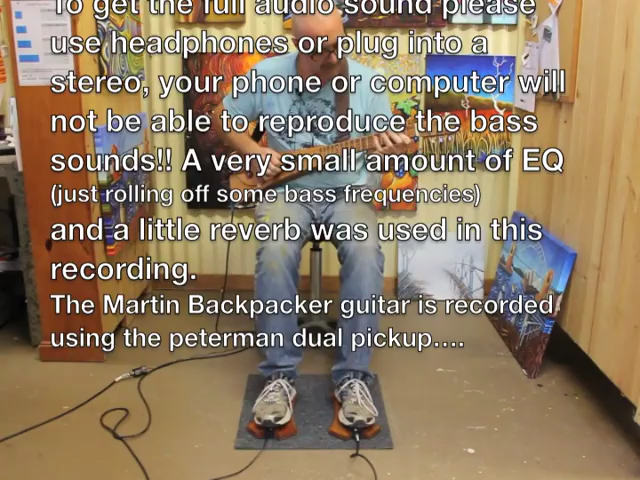 To get the full audio sound please
use headphones or plug into a
stereo, your phone or computer will
not be able to reproduce the bass
sounds!! A very small amount of EQ
(just rolling off some bass frequencies)
and a little reverb was used in this
recording.
The Martin Backpacker guitar is recorded
using the peterman dual pickup....